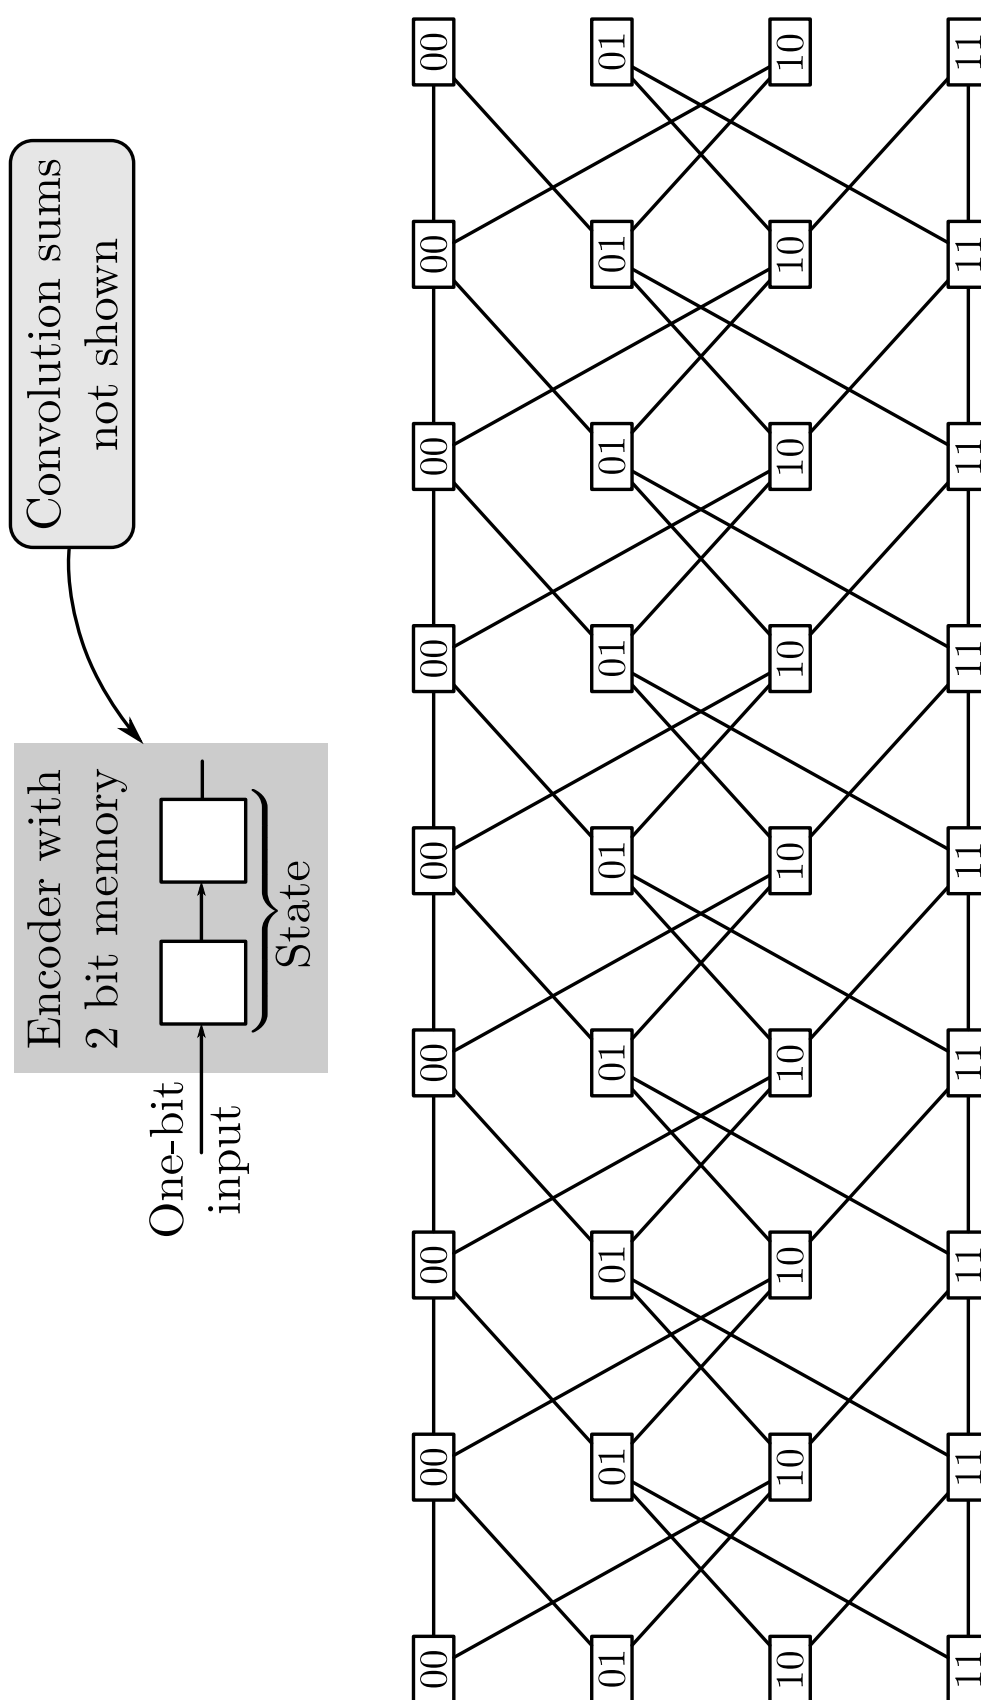 One-bit
input
Encoder with
2 bit memory
State
Convolution sums
not shown
00 00 00 00 00 00 00 00 00
01 01 01 01 01 01 01 01 01
10 10 10 10 10 10 10 10 10
11 11 11 11 11 11 11 11 11